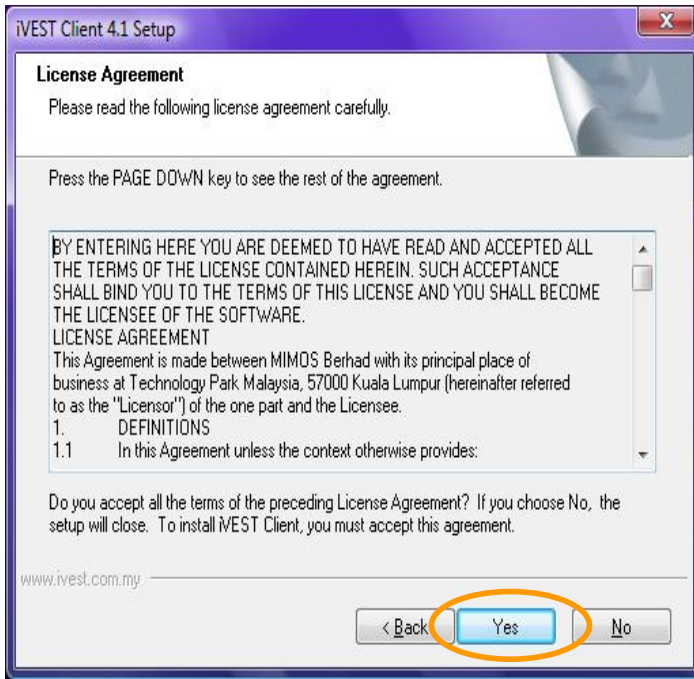 iVEST Client 4.1 Setup
X
License Agreement
Please read the following license agreement carefully.
Press the PAGE DOWN key to see the rest of the agreement.
BY ENTERING HERE YOU ARE DEEMED TO HAVE READ AND ACCEPTED ALL
THE TERMS OF THE LICENSE CONTAINED HEREIN. SUCH ACCEPTANCE
SHALL BIND YOU TO THE TERMS OF THIS LICENSE AND YOU SHALL BECOME
THE LICENSEE OF THE SOFTWARE.
LICENSE AGREEMENT
This Agreement is made between MIMOS Berhad with its principal place of
business at Technology Park Malaysia, 57000 Kuala Lumpur (hereinafter referred
to as the "Licensor") of the one part and the Licensee.
1. DEFINITIONS
1.1 In this Agreement unless the context otherwise provides:
Do you accept all the terms of the preceding License Agreement? If you choose No, the
setup will close. To install iVEST Client, you must accept this agreement.
www.ivest.com.my
< Back Yes No